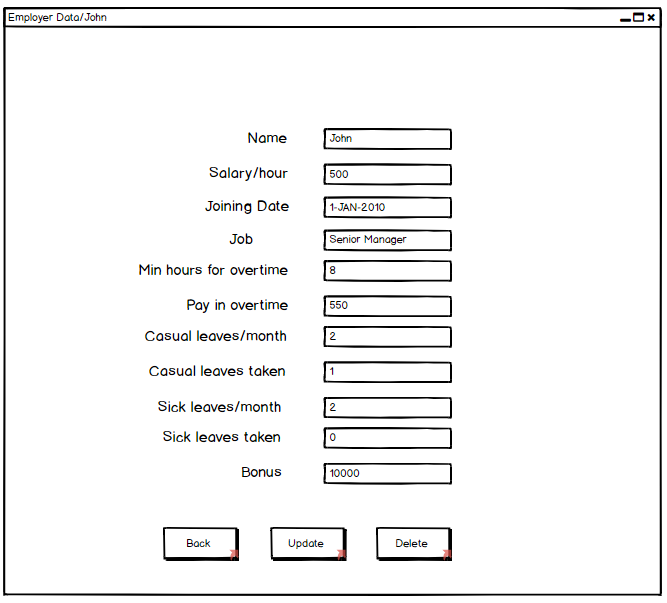 Employer Data/John
Name John
Salary/hour 500
Joining Date 1-JAN-2010
Job Senior Manager
Min hours for overtime 8
Pay in overtime 550
Casual leaves/month 2
Casual leaves taken 1
Sick leaves/month 2
Sick leaves taken 0
Bonus 10000
Back Update Delete